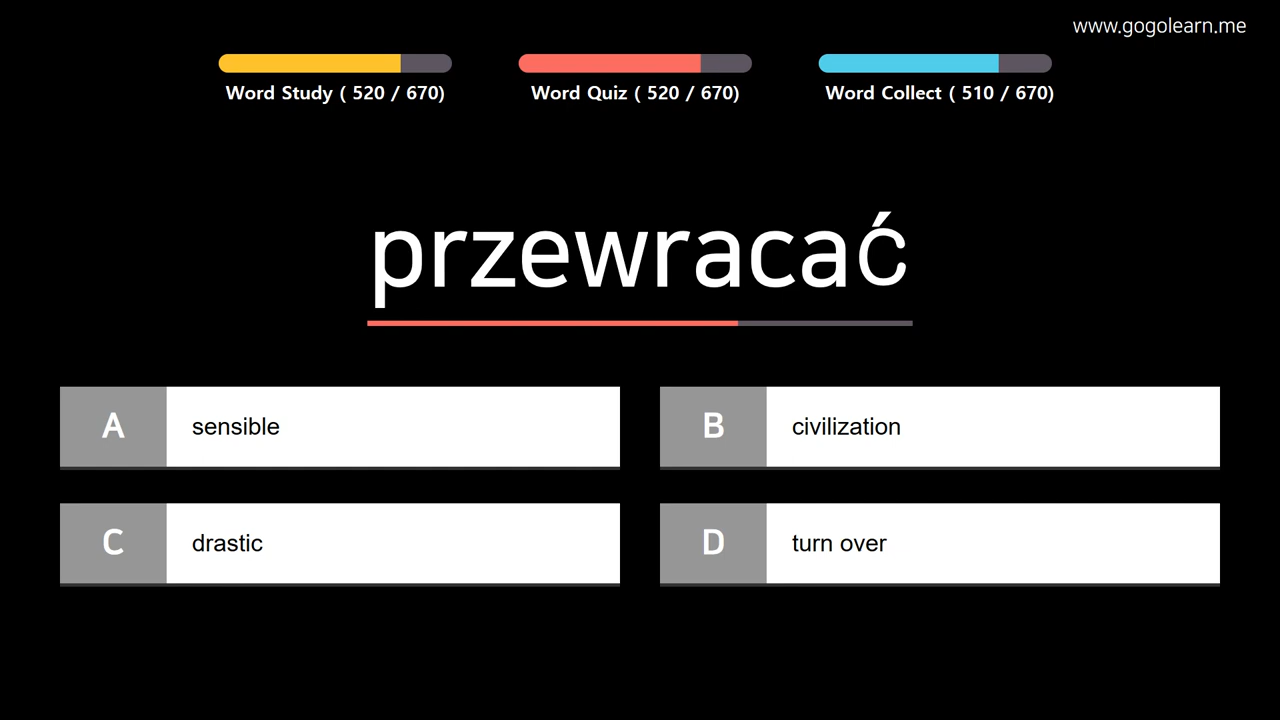 www.gogolearn.me
Word Study ( 520 / 670)
Word Quiz ( 520 / 670)
Word Collect ( 510 / 670)
przewracać
A sensible
B civilization
C drastic
D turn over